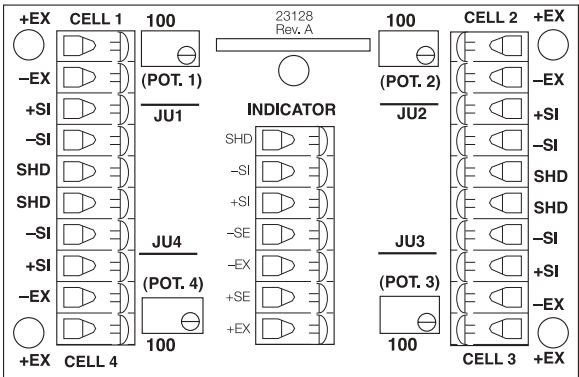 +EX CELL 1 100 23128 100 CELL 2 +EX
Rev. A
–EX (POT. 1) (POT. 2) –EX
+SI JU1 INDICATOR JU2 +SI
–SI SHD –SI
SHD –SI SHD
SHD +SI SHD
–SI JU4 –SE JU3 –SI
+SI –EX +SI
–EX (POT. 4) +SE (POT. 3) –EX
+EX
100 100
+EX CELL 4 CELL 3 +EX